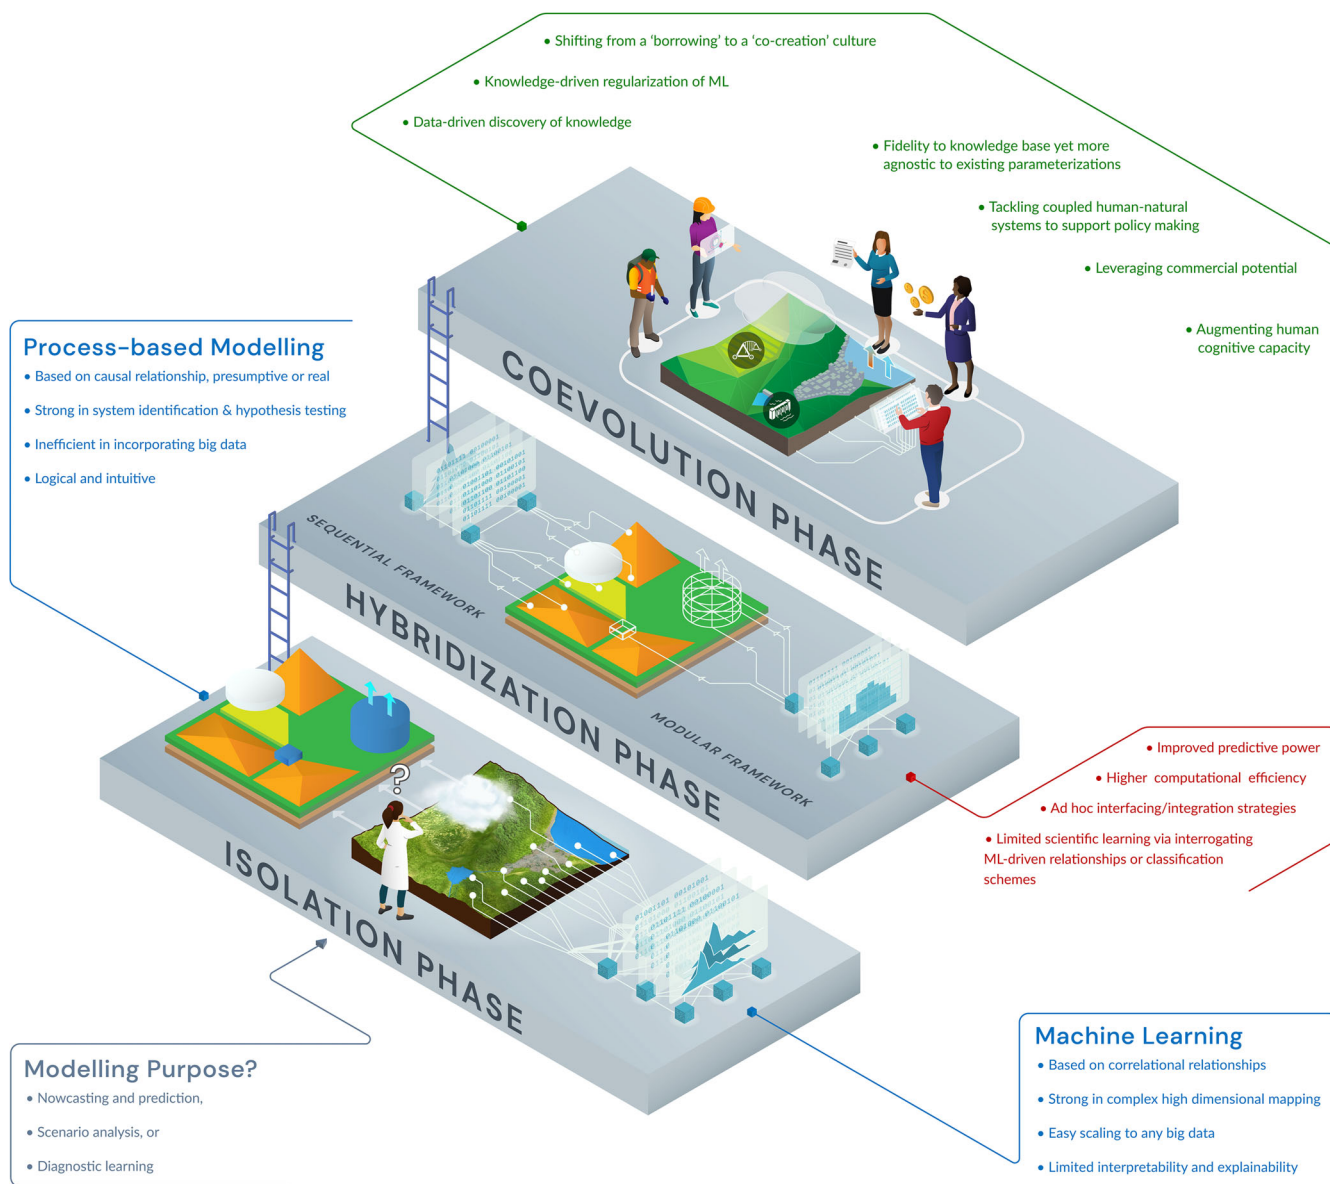 • Shifting from a ‘borrowing’ to a ‘co-creation’ culture
• Knowledge-driven regularization of ML
• Data-driven discovery of knowledge
• Fidelity to knowledge base yet more
agnostic to existing parameterizations
• Tackling coupled human-natural
systems to support policy making
• Leveraging commercial potential
• Augmenting human
cognitive capacity
COEVOLUTION PHASE
Process-based Modelling
• Based on causal relationship, presumptive or real
• Strong in system identification & hypothesis testing
• Inefficient in incorporating big data
• Logical and intuitive
SEQUENTIAL FRAMEWORK
HYBRIDIZATION PHASE
MODULAR FRAMEWORK
• Improved predictive power
• Higher computational efficiency
• Ad hoc interfacing/integration strategies
• Limited scientific learning via interrogating
ML-driven relationships or classification
schemes
?
ISOLATION PHASE
Modelling Purpose?
• Nowcasting and prediction,
• Scenario analysis, or
• Diagnostic learning
Machine Learning
• Based on correlational relationships
• Strong in complex high dimensional mapping
• Easy scaling to any big data
• Limited interpretability and explainability